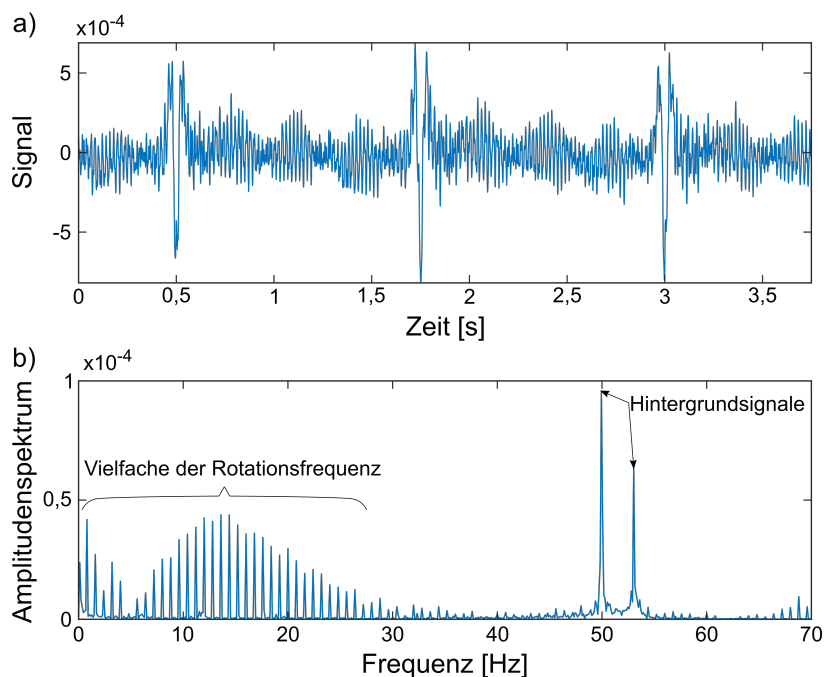 a)
x10-4
5
0
-5
Signal
0 0,5 1 1,5 2 2,5 3 3,5
Zeit [s]
b)
x10-4
1
0,5
0
Amplitudenspektrum
Hintergrundsignale
Vielfache der Rotationsfrequenz
0 10 20 30 40 50 60 70
Frequenz [Hz]